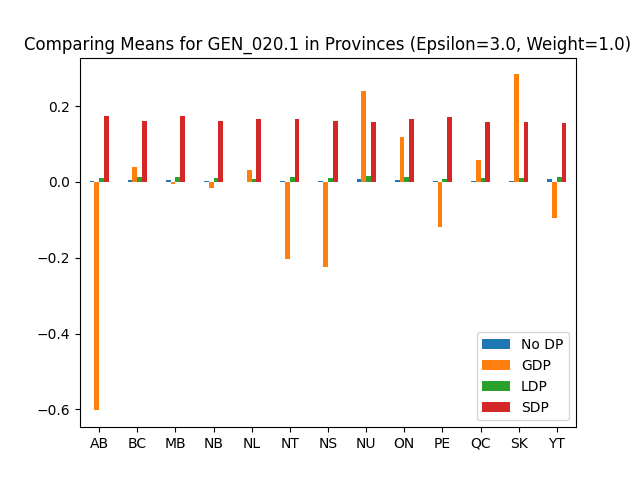 Comparing Means for GEN_020.1 in Provinces (Epsilon=3.0, Weight=1.0)
0.2
0.0
−0.2
−0.4
−0.6
No DP
GDP
LDP
SDP
AB BC MB NB NL NT NS NU ON PE QC SK YT